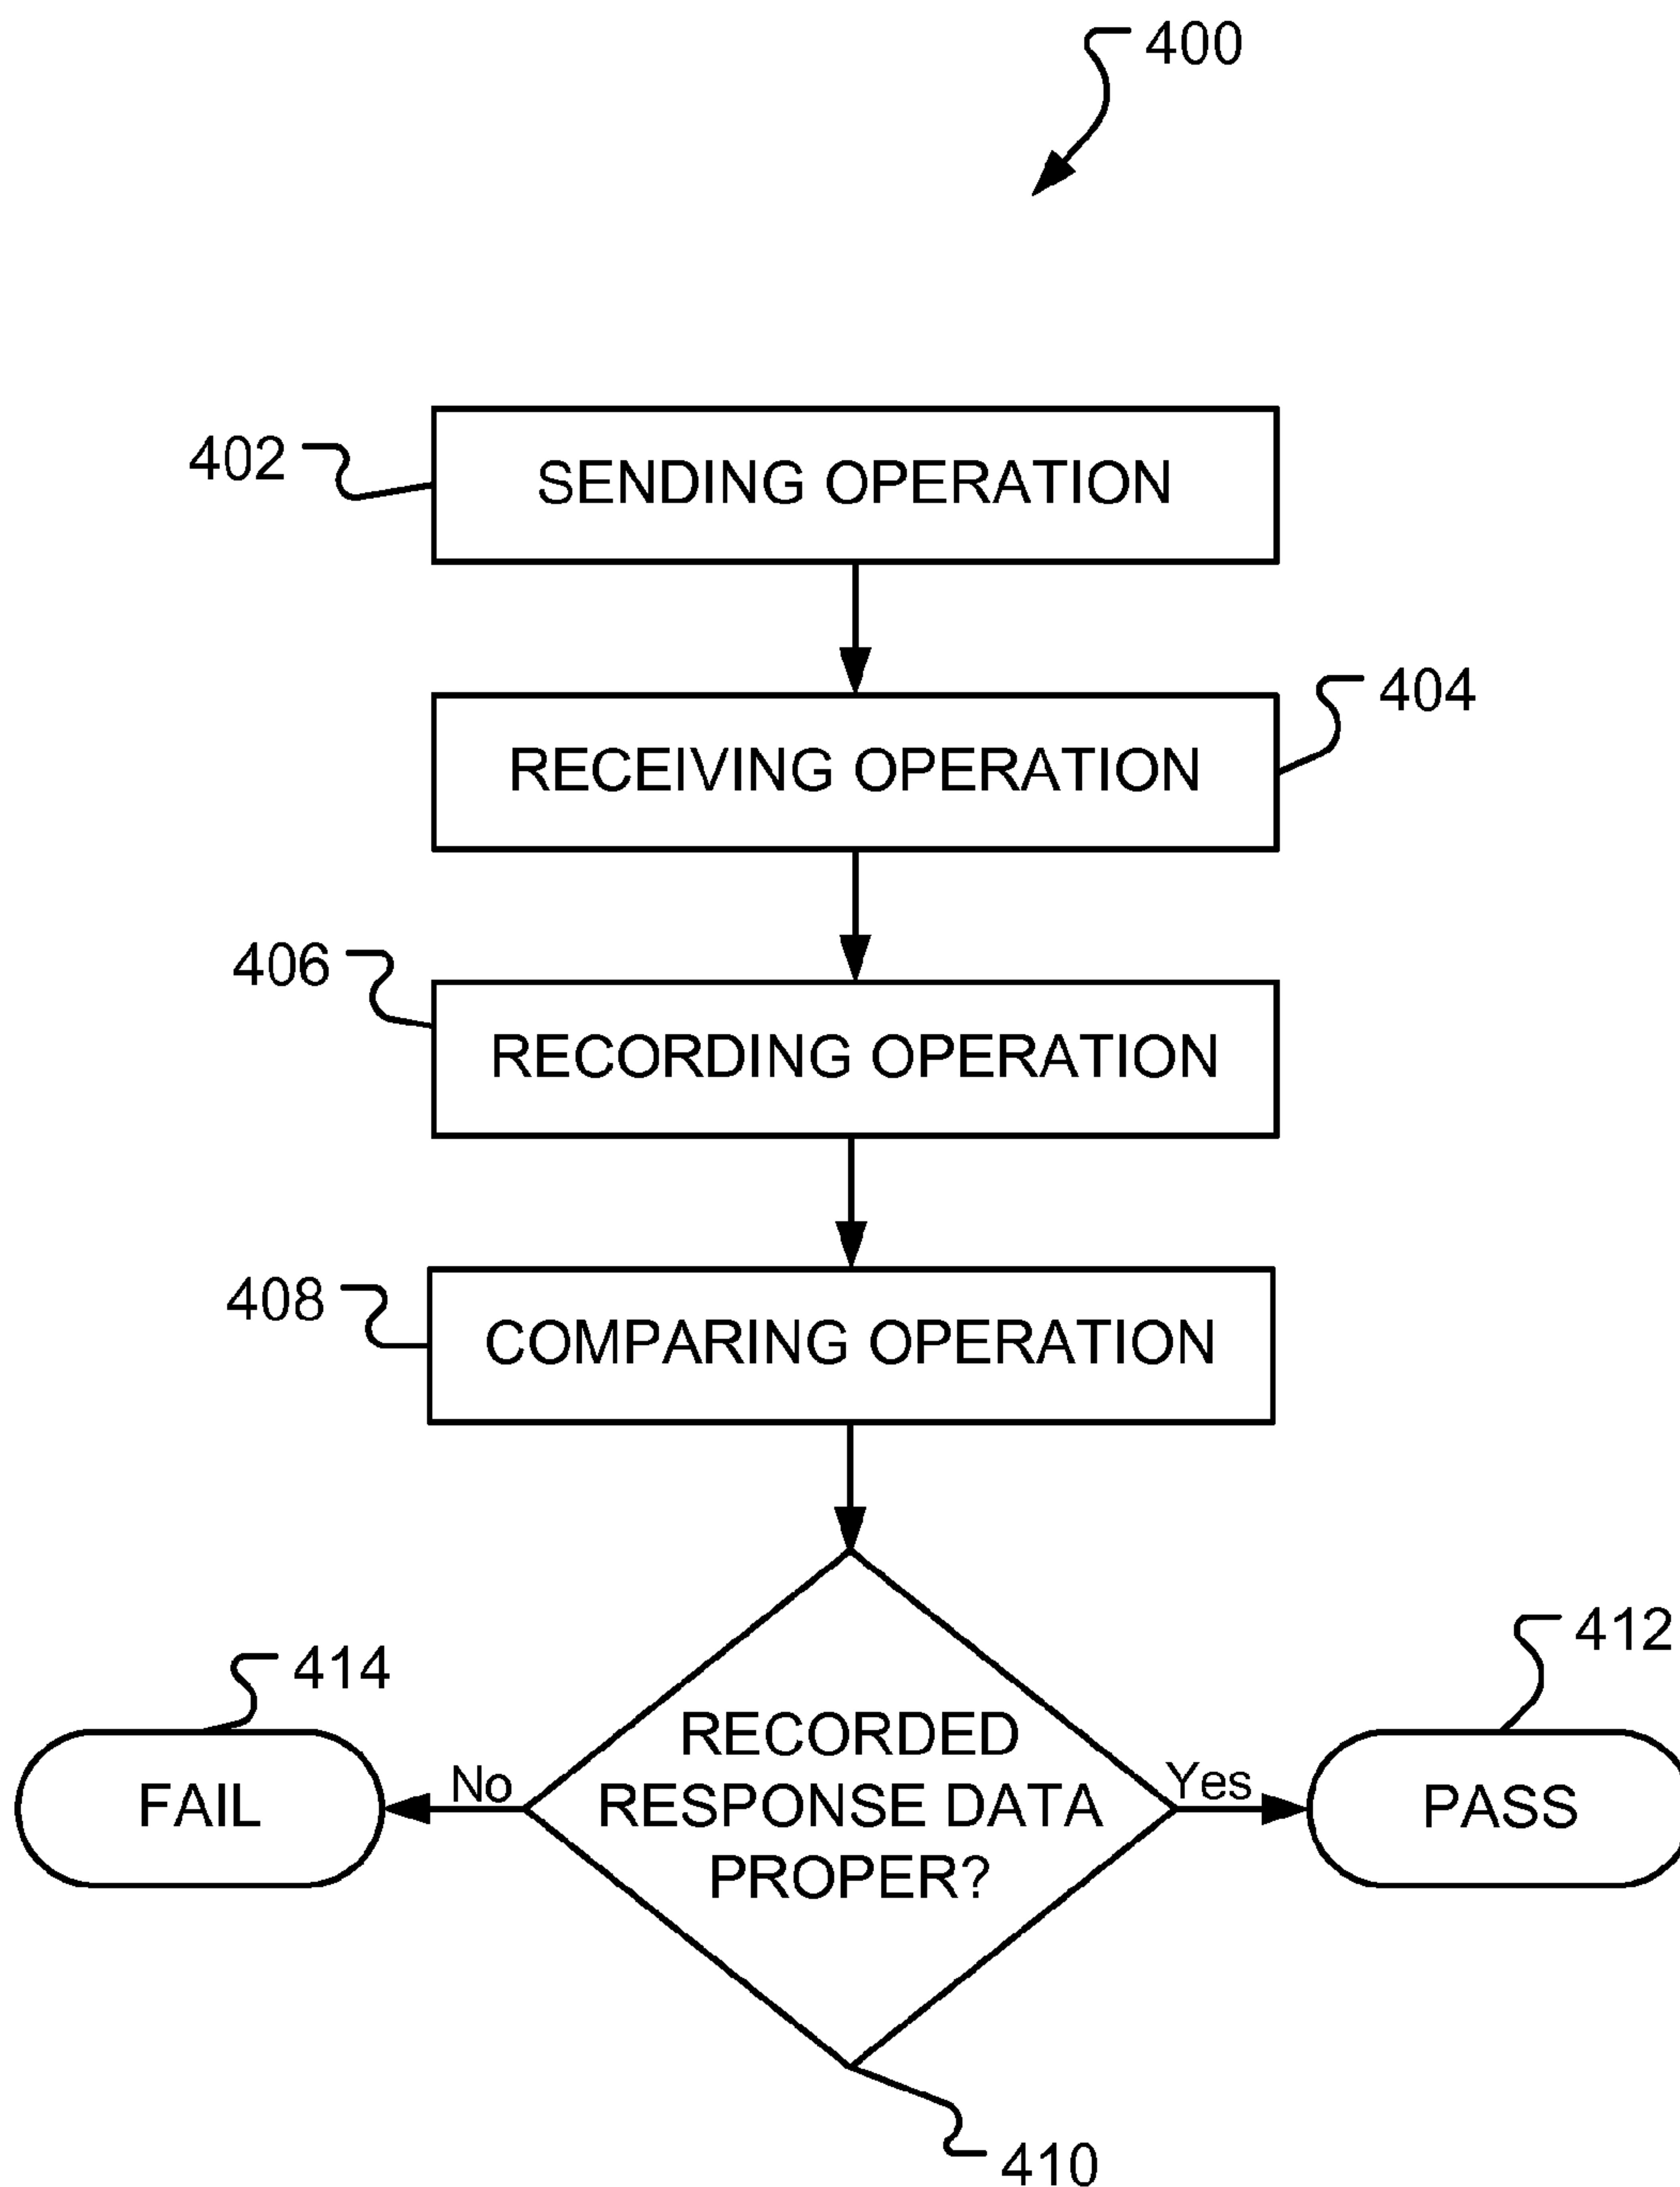 400
402
SENDING OPERATION
404
RECEIVING OPERATION
406
RECORDING OPERATION
408
COMPARING OPERATION
412
414
RECORDED
RESPONSE DATA
PROPER?
No
Yes
FAIL
PASS
410